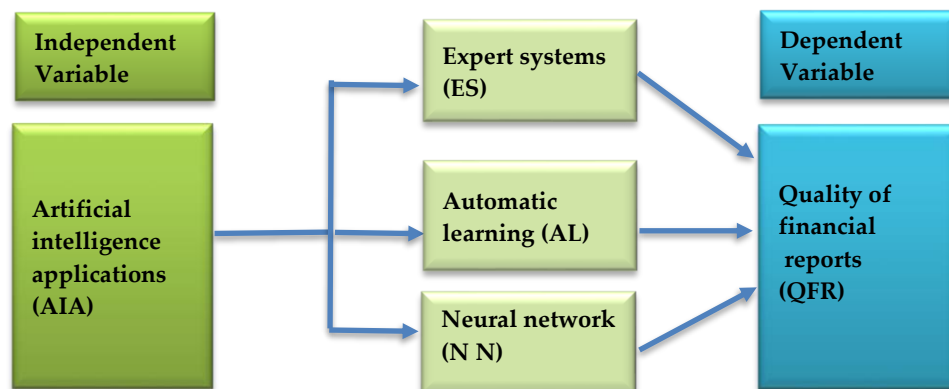 Independent
Variable
Expert systems
(ES)
Dependent
Variable
Artificial
intelligence
applications
(AIA)
Automatic
learning (AL)
Neural network
(N N)
Quality of
financial
reports
(QFR)